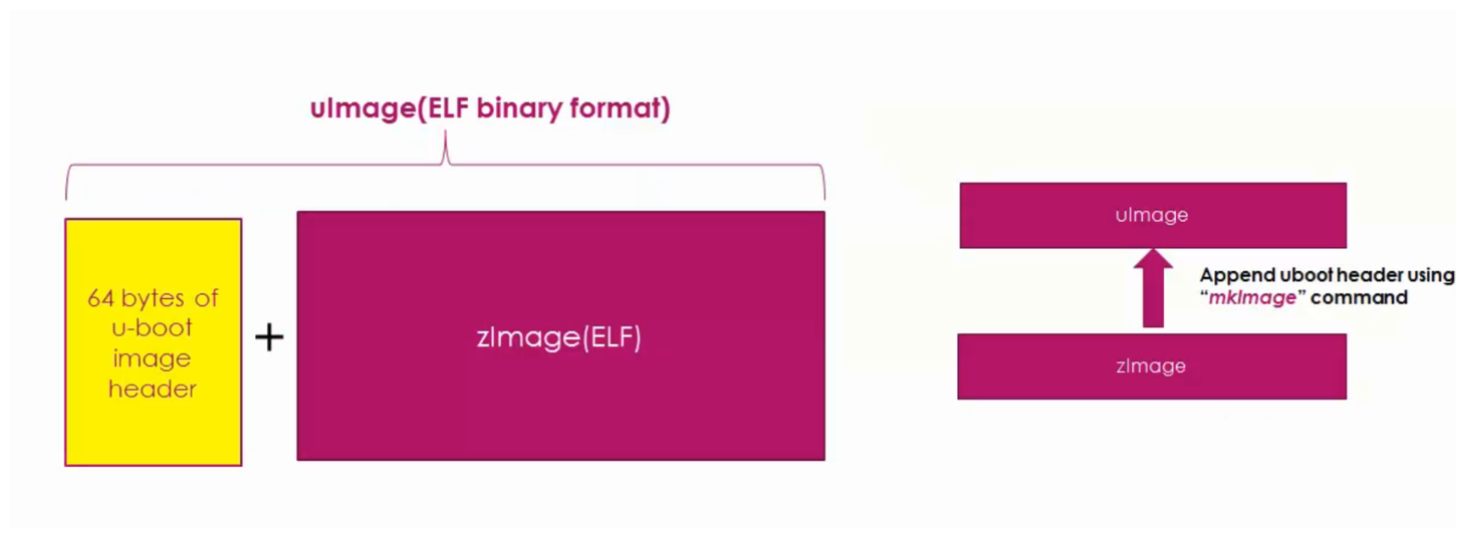 uImage(ELF binary format)
64 bytes of
u-boot
image
header
+
zImage(ELF)
uImage
Append uboot header using
“mkImage” command
zImage